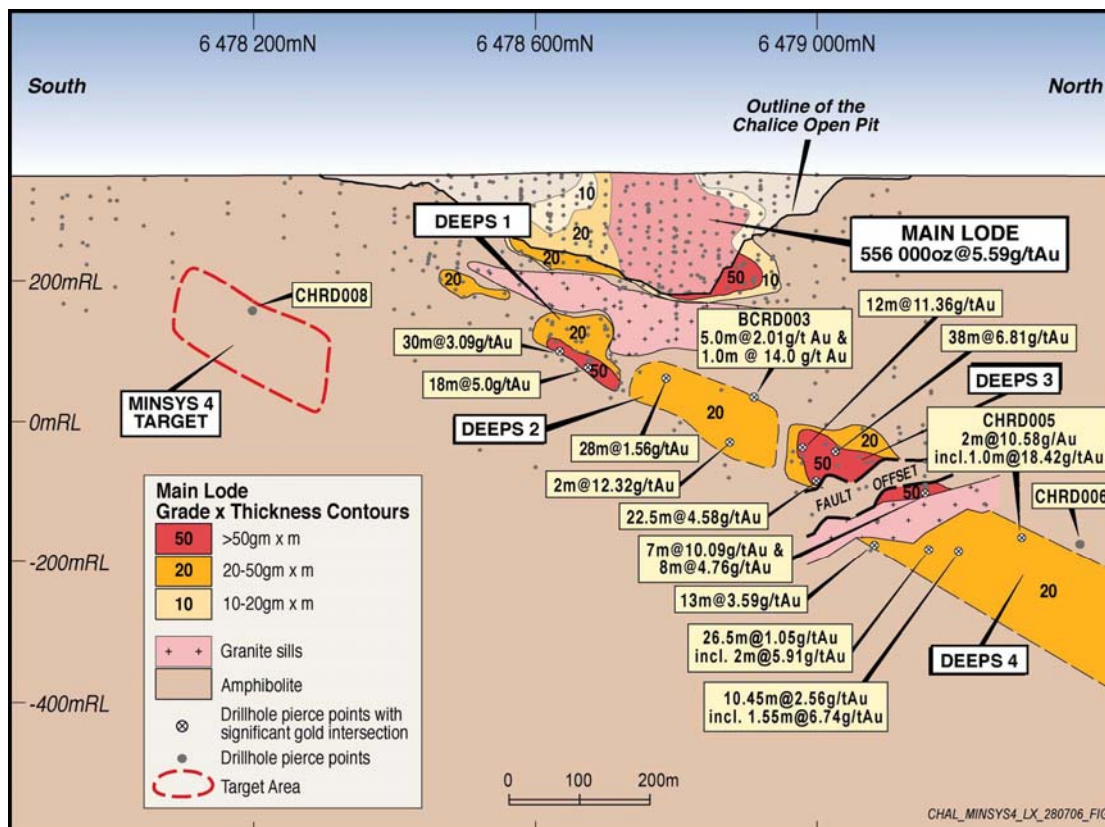 6 478 200mN
6 478 600mN
6 479 000mN
South
North
Outline of the
Chalice Open Pit
10
DEEPS 1
20
20
MAIN LODE
556 000oz@5.59g/tAu
50
10
200mRL
20
CHRD008
12m@11.36g/tAu
BCRD003
5.0m@2.01g/t Au &
1.0m @ 14.0 g/t Au
38m@6.81g/tAu
30m@3.09g/tAu
20
18m@5.0g/tAu
50
DEEPS 3
MINSYS 4
TARGET
0mRL
DEEPS 2
20
20
CHRD005
2m@10.58g/Au
incl.1.0m@18.42g/tAu
28m@1.56g/tAu
50
2m@12.32g/tAu
FAULT OFFSET
50
CHRD006
22.5m@4.58g/tAu
7m@10.09g/tAu &
8m@4.76g/tAu
-200mRL
13m@3.59g/tAu
20
26.5m@1.05g/tAu
incl. 2m@5.91g/tAu
DEEPS 4
10.45m@2.56g/tAu
incl. 1.55m@6.74g/tAu
-400mRL
Main Lode
Grade x Thickness Contours
50 >50gm x m
20 20-50gm x m
10 10-20gm x m
Granite sills
Amphibolite
Drillhole pierce points with
significant gold intersection
Drillhole pierce points
Target Area
0 100 200m
CHAL_MINSYS4_LX_280706_FIG